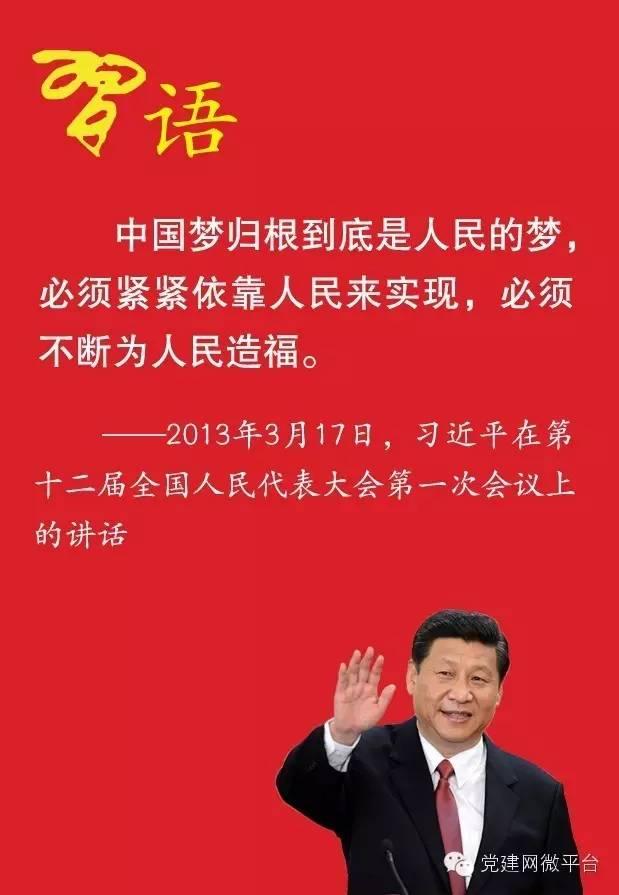 習语
中国梦归根到底是人民的梦，
必须紧紧依靠人民来实现，必须
不断为人民造福。
——2013年3月17日，习近平在第
十二届全国人民代表大会第一次会议上
的讲话
党建网微平台